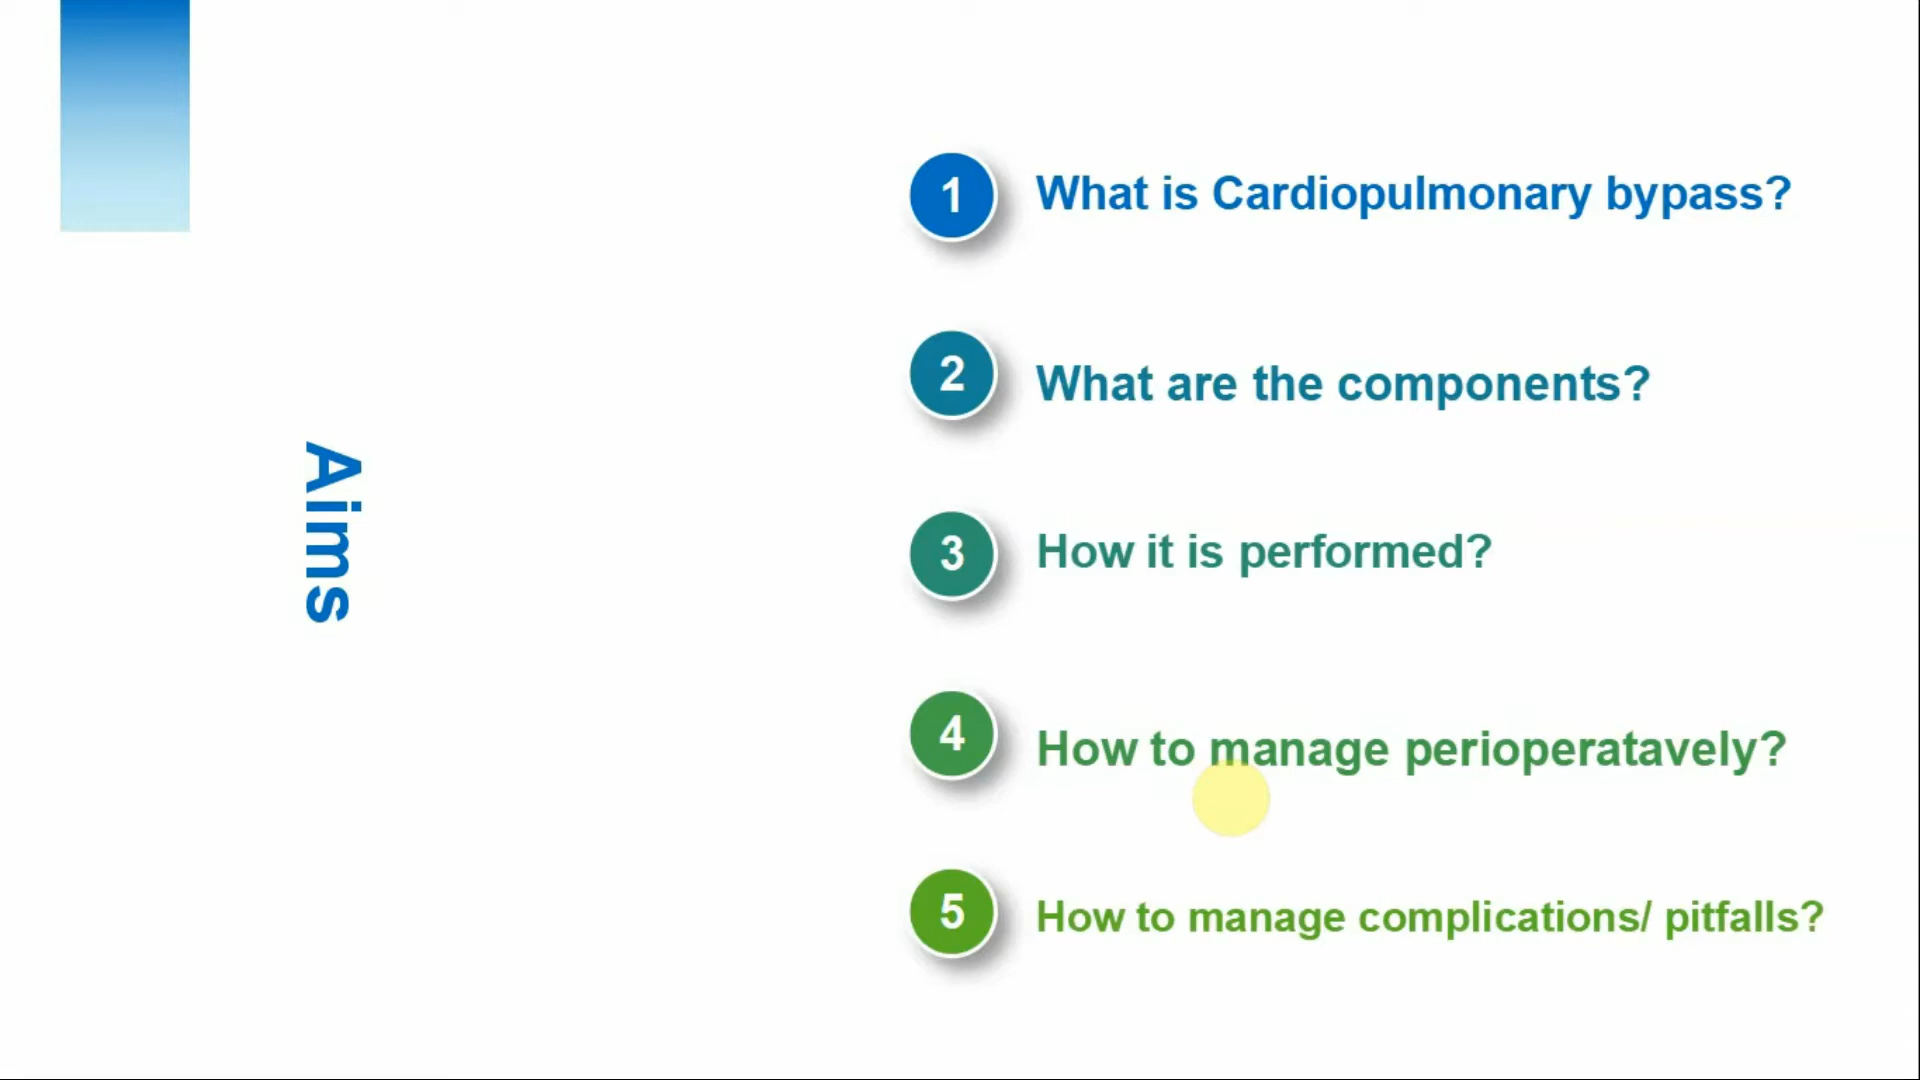 Aims
1 What is Cardiopulmonary bypass?
2 What are the components?
3 How it is performed?
4 How to manage perioperatavely?
5 How to manage complications/ pitfalls?